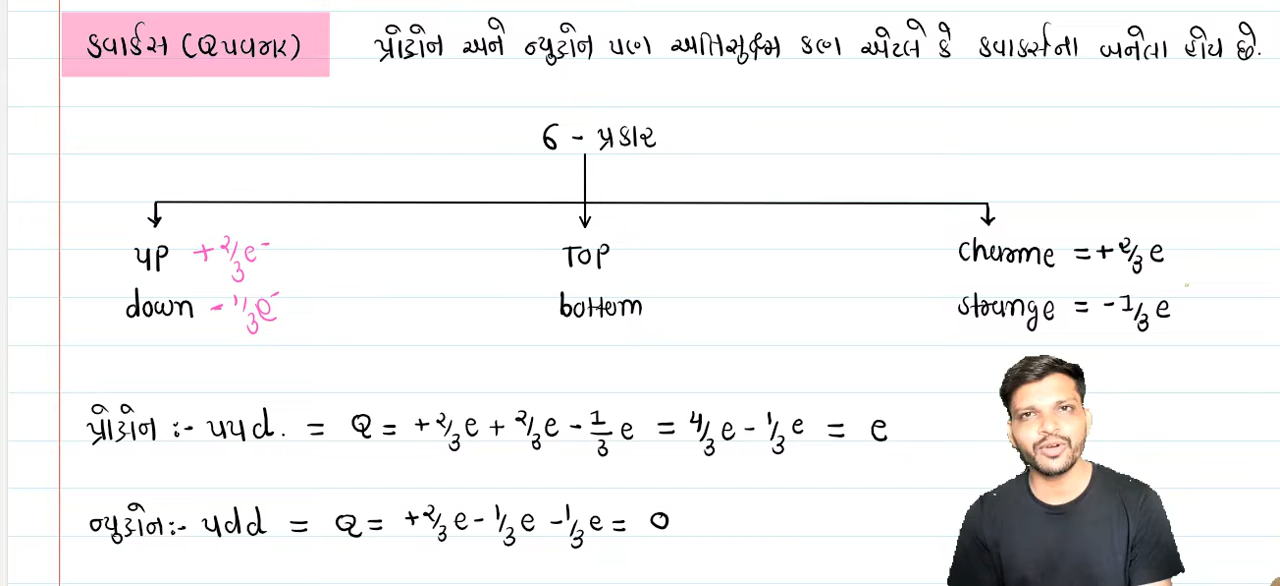 ક્વાર્કસ (Quark) પ્રોટોન અને ન્યુટ્રોન પણ અતિસૂક્ષ્મ કણ એટલે કે ક્વાર્કસના બનેલા હોય છે.
6 - પ્રકાર
up +2/3e⁻ TOP charme = +2/3 e
down - 1/3e⁻ bottom strange = -1/3 e
પ્રોટોન :- uud. = Q = +2/3 e + 2/3 e - 1/3 e = 4/3 e - 1/3 e = e
ન્યુટ્રોન:- udd = Q = +2/3 e - 1/3 e - 1/3 e = 0